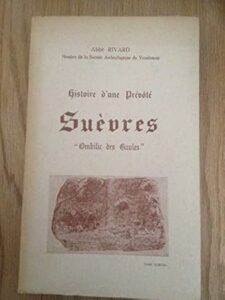 Abbé RIVARD
Membre de la Société Archéologique du Vendômois
Histoire d'une Prévôté
Suèvres
"Ombilic des Gaules"